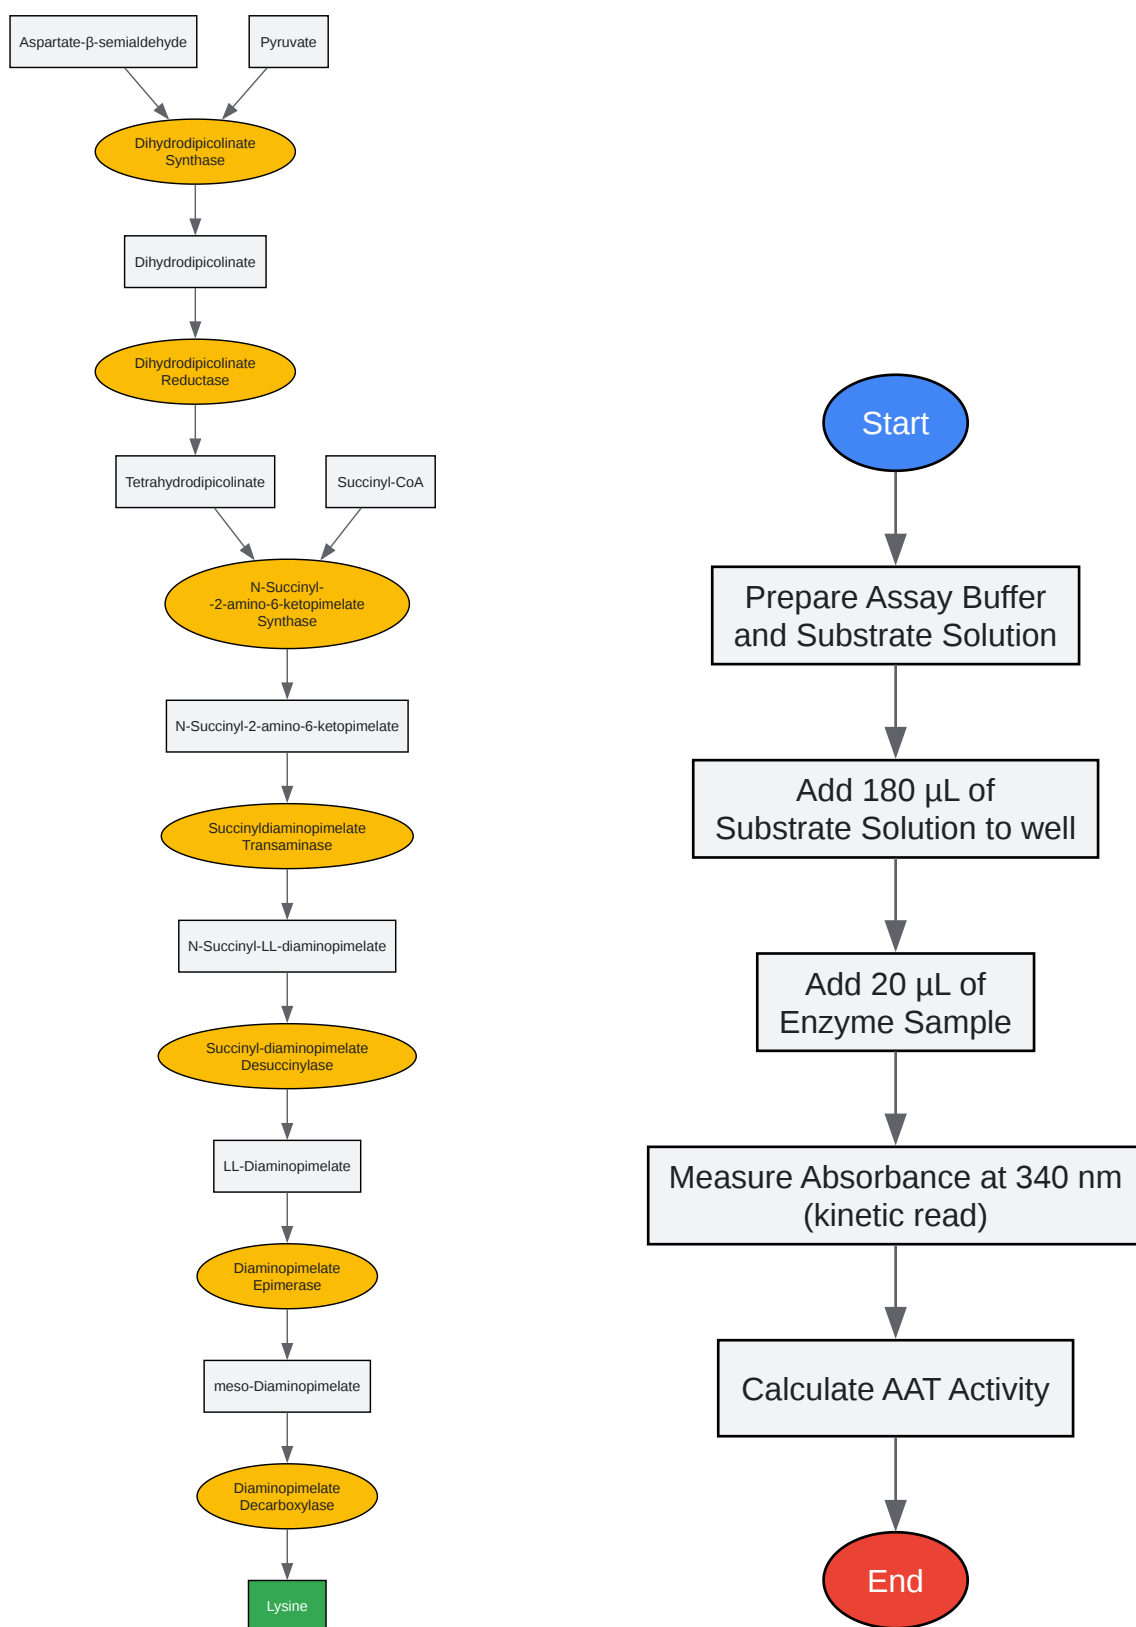 Aspartate-β-semialdehyde
Pyruvate
Dihydrodipicolinate
Synthase
Dihydrodipicolinate
Dihydrodipicolinate
Reductase
Tetrahydrodipicolinate
Succinyl-CoA
N-Succinyl-
-2-amino-6-ketopimelate
Synthase
N-Succinyl-2-amino-6-ketopimelate
Succinyldiaminopimelate
Transaminase
N-Succinyl-LL-diaminopimelate
Succinyl-diaminopimelate
Desuccinylase
LL-Diaminopimelate
Diaminopimelate
Epimerase
meso-Diaminopimelate
Diaminopimelate
Decarboxylase
Lysine
Start
Prepare Assay Buffer
and Substrate Solution
Add 180 µL of
Substrate Solution to well
Add 20 µL of
Enzyme Sample
Measure Absorbance at 340 nm
(kinetic read)
Calculate AAT Activity
End